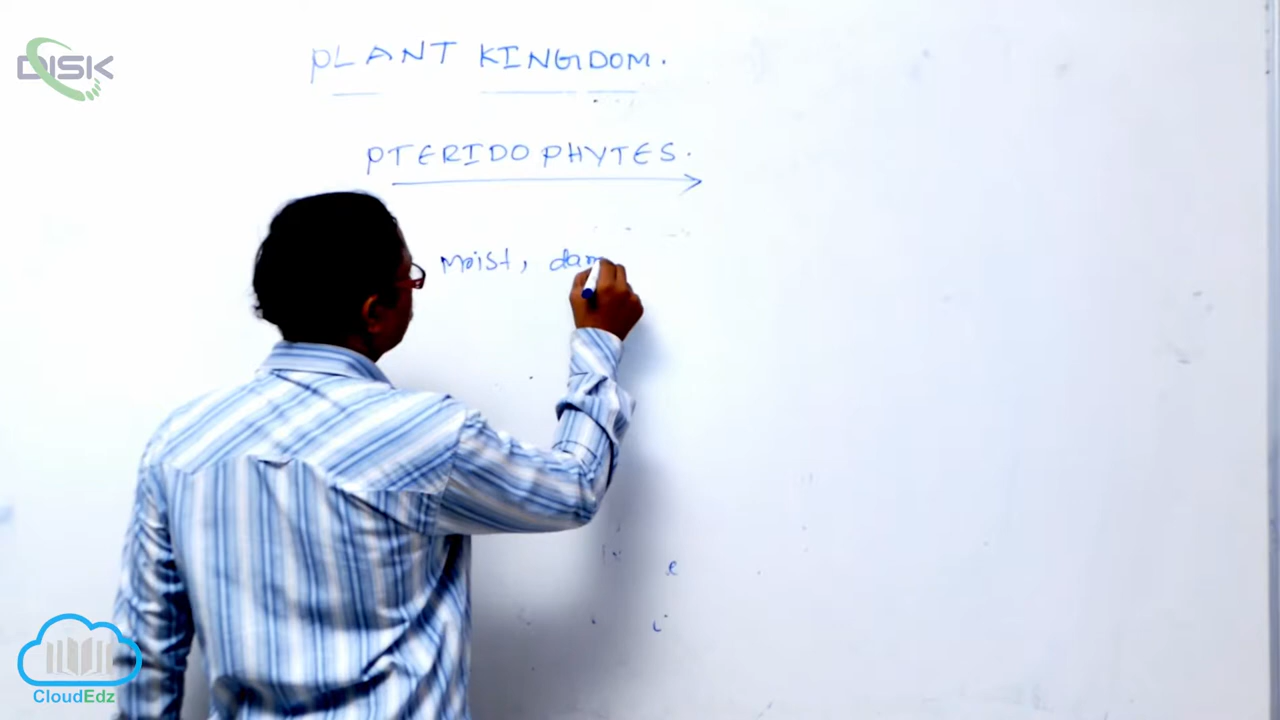 DISK
PLANT KINGDOM.
PTERIDOPHYTES.
Moist, dam
CloudEdz